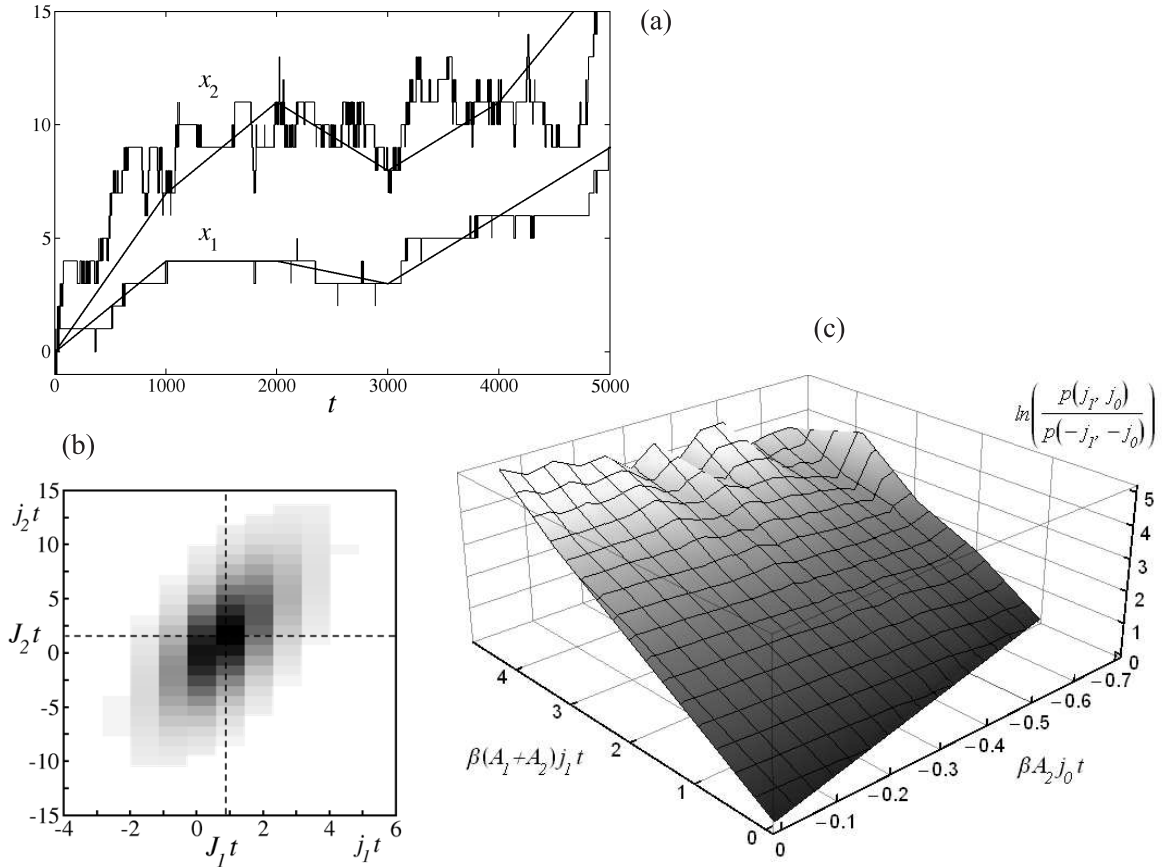 (a)
15
10
5
0
x₂
x₁
0 1000 2000 3000 4000 5000
t
(b)
15
j₂t
10
5
J₂t
0
-5
-10
-15
-4 -2 0 2 4 6
J₁t
j₁t
(c)
ln(p(j₁, j₀)/p(-j₁, -j₀))
5
4
3
2
1
0
4
3
2
1
0
β(A₁+A₂)j₁t
0
-0.1
-0.2
-0.3
-0.4
-0.5
-0.6
-0.7
βA₂j₀t